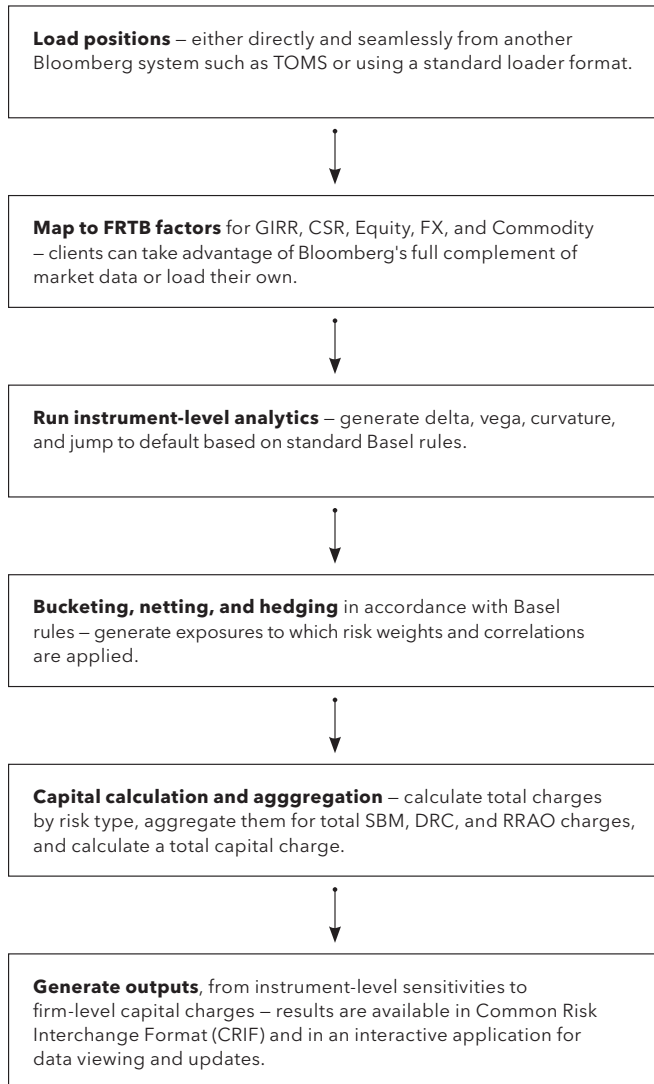 Load positions – either directly and seamlessly from another
Bloomberg system such as TOMS or using a standard loader format.
Map to FRTB factors for GIRR, CSR, Equity, FX, and Commodity
– clients can take advantage of Bloomberg's full complement of
market data or load their own.
Run instrument-level analytics – generate delta, vega, curvature,
and jump to default based on standard Basel rules.
Bucketing, netting, and hedging in accordance with Basel
rules – generate exposures to which risk weights and correlations
are applied.
Capital calculation and agggregation – calculate total charges
by risk type, aggregate them for total SBM, DRC, and RRAO charges,
and calculate a total capital charge.
Generate outputs, from instrument-level sensitivities to
firm-level capital charges – results are available in Common Risk
Interchange Format (CRIF) and in an interactive application for
data viewing and updates.